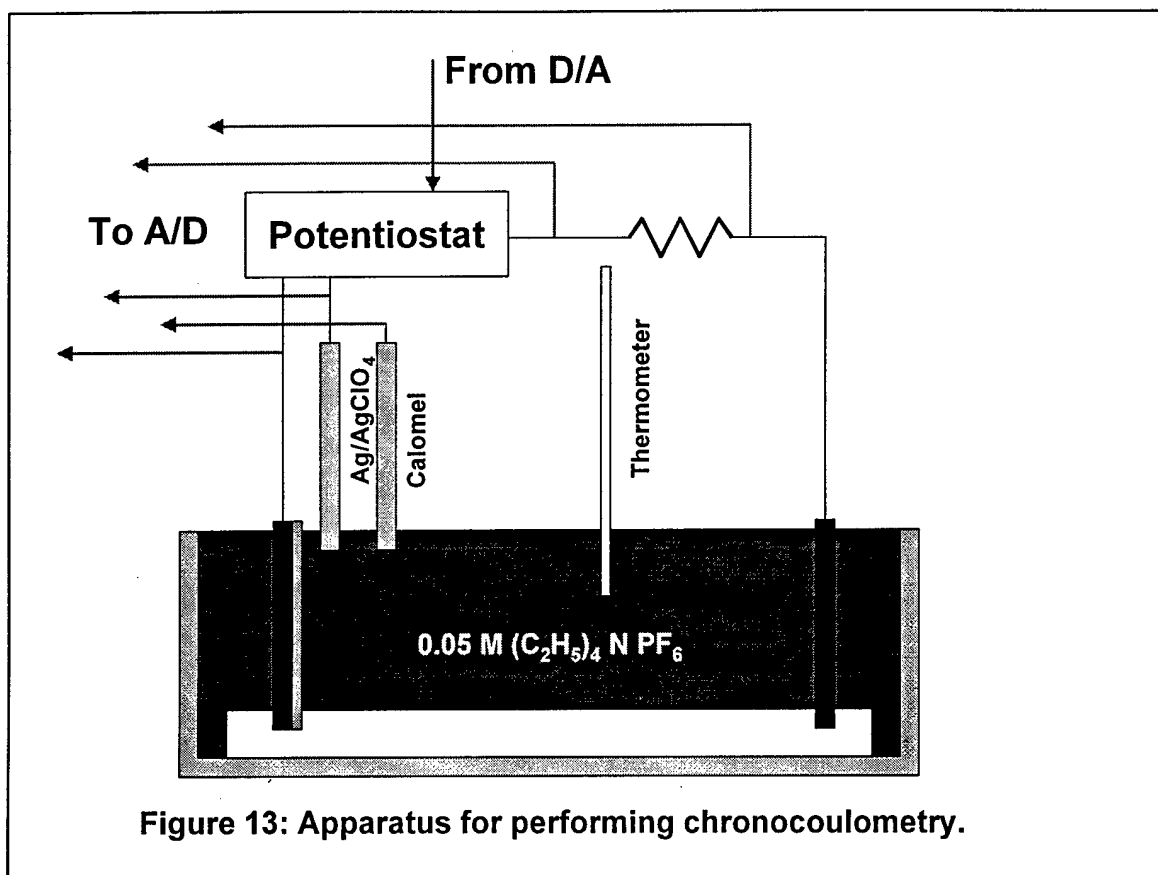 From D/A
To A/D
Potentiostat
Ag/AgClO₄
Calomel
Thermometer
0.05 M (C₂H₅)₄ N PF₆
Figure 13: Apparatus for performing chronocoulometry.